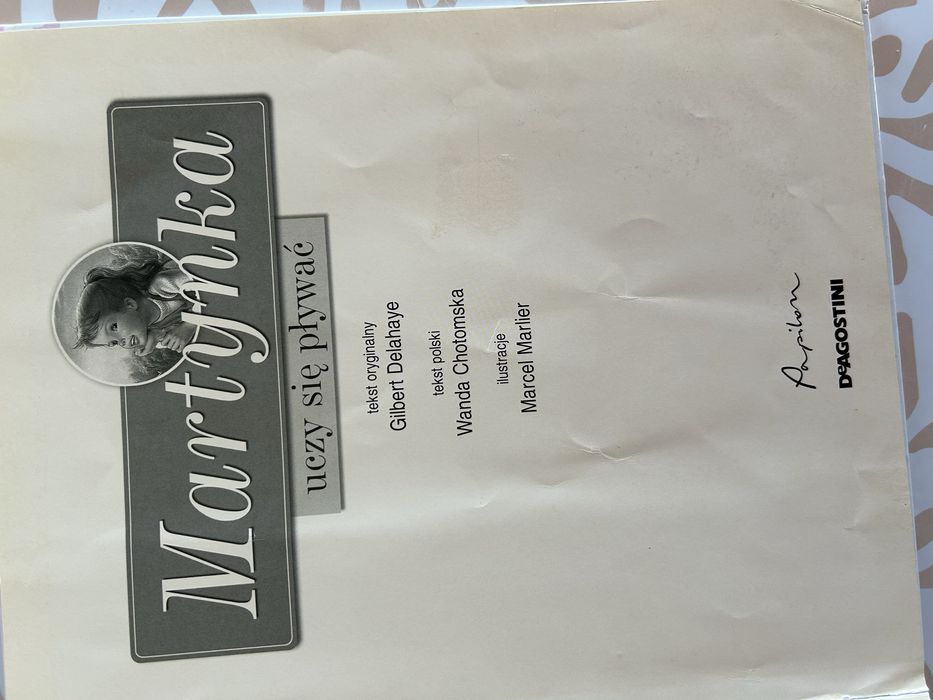 Martynka
uczy się pływać
tekst oryginalny
Gilbert Delahaye
tekst polski
Wanda Chotomska
ilustracje
Marcel Marlier
Papilon
DeAGOSTINI